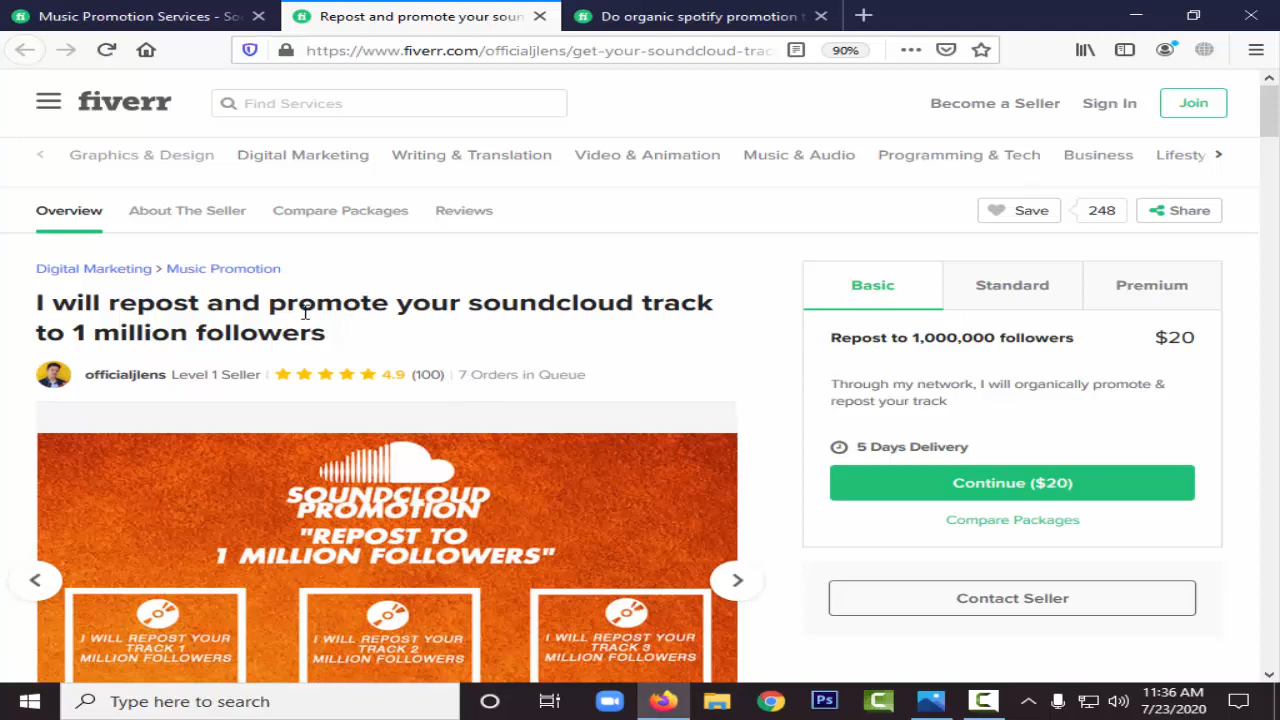 Music Promotion Services - So
Repost and promote your soun
Do organic spotify promotion t
https://www.fiverr.com/officialjlens/get-your-soundcloud-trac
90%
fiverr
Find Services
Become a Seller
Sign In
Join
Graphics & Design
Digital Marketing
Writing & Translation
Video & Animation
Music & Audio
Programming & Tech
Business
Lifesty
Overview
About The Seller
Compare Packages
Reviews
Save
248
Share
Digital Marketing > Music Promotion
I will repost and promote your soundcloud track
to 1 million followers
officialjlens Level 1 Seller 4.9 (100) 7 Orders in Queue
SOUNDCLOUD
PROMOTION
"REPOST TO
1 MILLION FOLLOWERS"
I WILL REPOST YOUR
TRACK 1
MILLION FOLLOWERS
I WILL REPOST YOUR
TRACK 2
MILLION FOLLOWERS
I WILL REPOST YOUR
TRACK 3
MILLION FOLLOWERS
Basic
Standard
Premium
Repost to 1,000,000 followers $20
Through my network, I will organically promote &
repost your track
5 Days Delivery
Continue ($20)
Compare Packages
Contact Seller
Type here to search
Ps
11:36 AM
7/23/2020